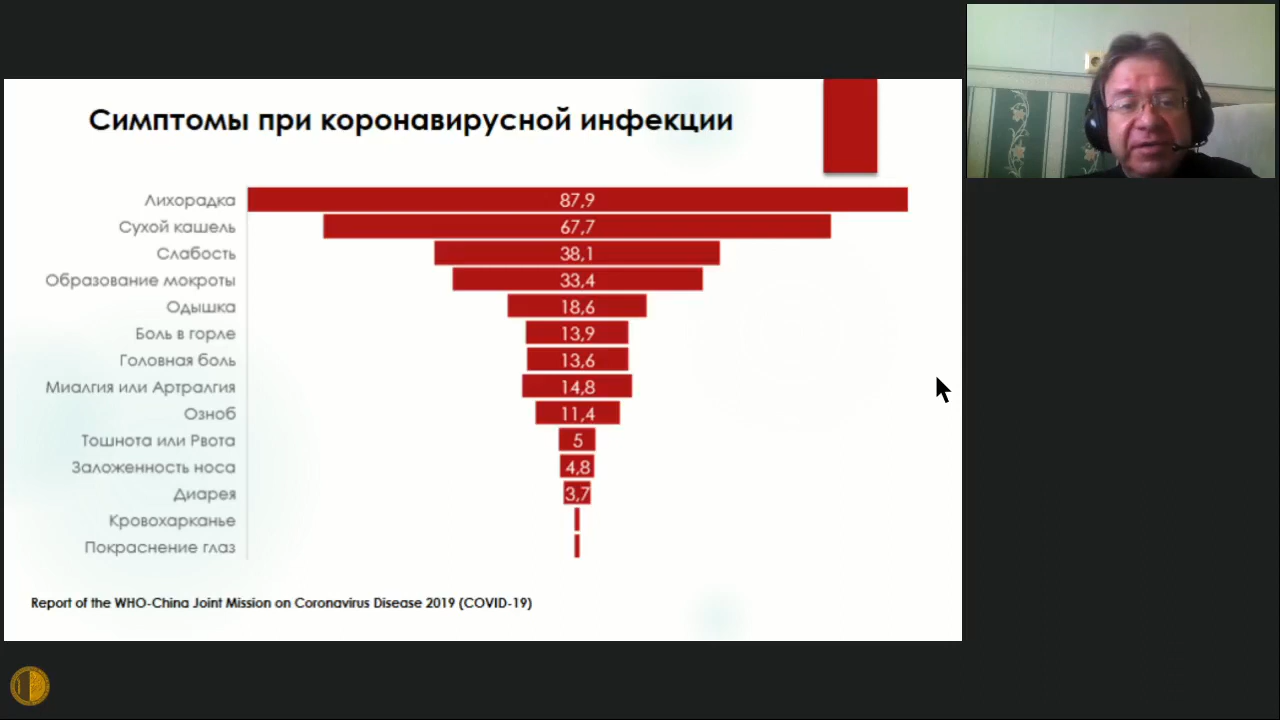 Симптомы при коронавирусной инфекции
Лихорадка 87,9
Сухой кашель 67,7
Слабость 38,1
Образование мокроты 33,4
Одышка 18,6
Боль в горле 13,9
Головная боль 13,6
Миалгия или Артралгия 14,8
Озноб 11,4
Тошнота или Рвота 5
Заложенность носа 4,8
Диарея 3,7
Кровохарканье
Покраснение глаз
Report of the WHO-China Joint Mission on Coronavirus Disease 2019 (COVID-19)